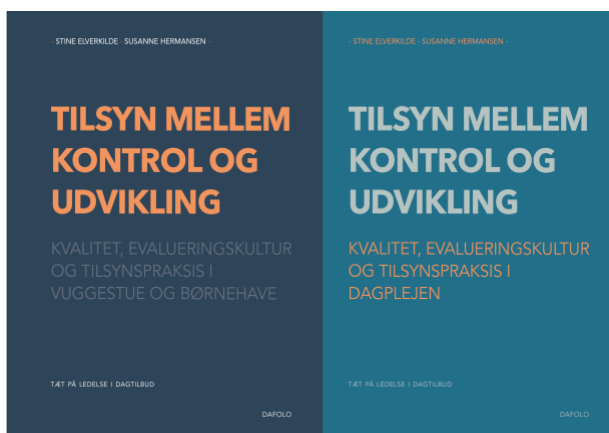 · STINE ELVERKILDE · SUSANNE HERMANSEN ·
TILSYN MELLEM
KONTROL OG
UDVIKLING
KVALITET, EVALUERINGSKULTUR
OG TILSYNSPRAKSIS I
VUGGESTUE OG BØRNEHAVE
TÆT PÅ LEDELSE I DAGTILBUD
DAFOLO
· STINE ELVERKILDE · SUSANNE HERMANSEN ·
TILSYN MELLEM
KONTROL OG
UDVIKLING
KVALITET, EVALUERINGSKULTUR
OG TILSYNSPRAKSIS I
DAGPLEJEN
TÆT PÅ LEDELSE I DAGTILBUD
DAFOLO